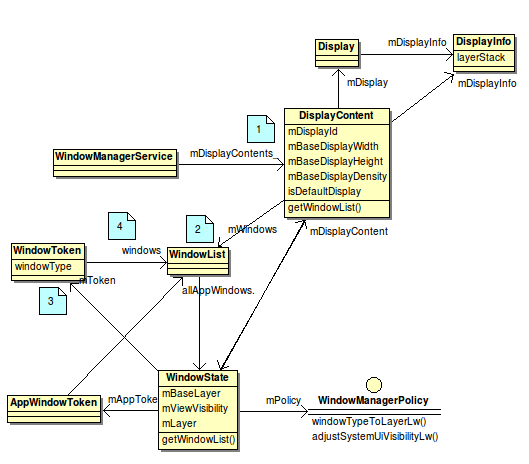 Display
mDisplayInfo
DisplayInfo
layerStack
mDisplay
mDisplayInfo
DisplayContent
mDisplayId
mBaseDisplayWidth
mBaseDisplayHeight
mBaseDisplayDensity
isDefaultDisplay
getWindowList()
1
WindowManagerService
mDisplayContents
4
2
mWindows
mDisplayContent
WindowToken
windowType
windows
WindowList
mToken
3
allAppWindows.
WindowState
mBaseLayer
mViewVisibility
mLayer
getWindowList()
AppWindowToken
mAppToke
mPolicy
WindowManagerPolicy
windowTypeToLayerLw()
adjustSystemUiVisibilityLw()